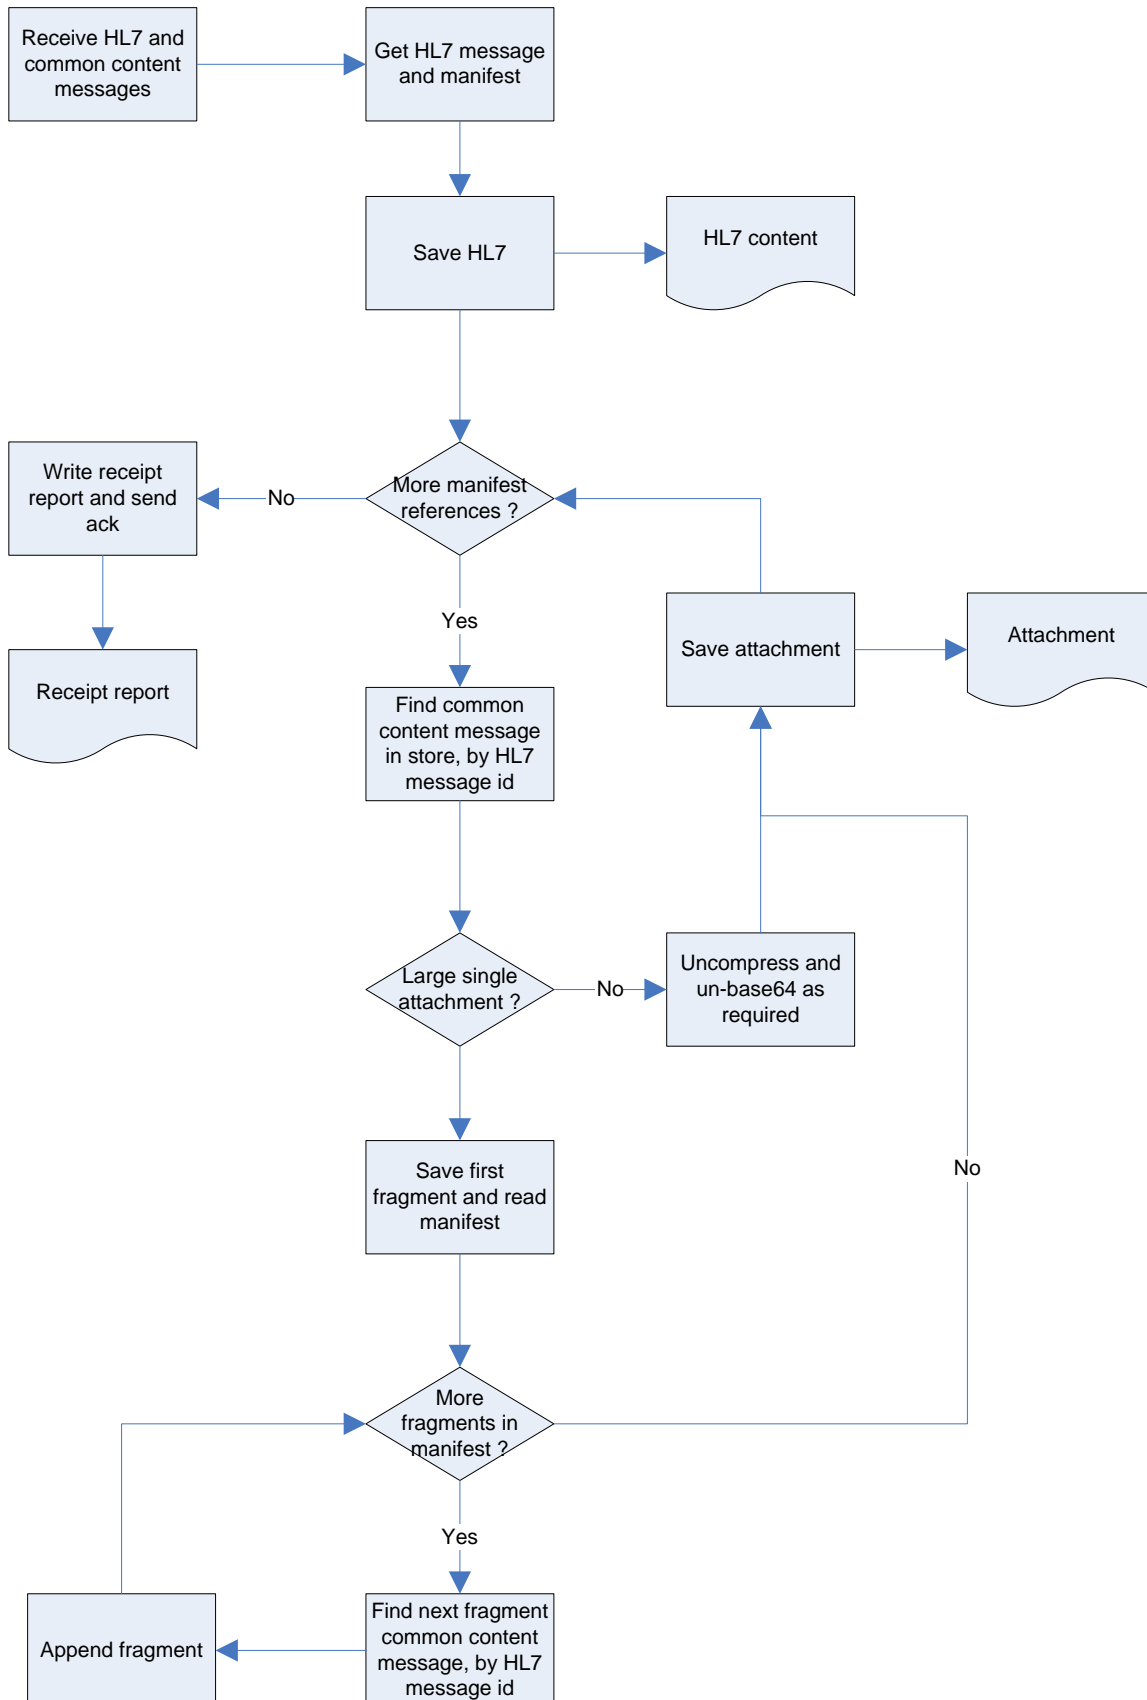 Receive HL7 and
common content
messages
Get HL7 message
and manifest
Save HL7
HL7 content
Write receipt
report and send
ack
No
More manifest
references ?
Yes
Receipt report
Save attachment
Attachment
Find common
content message
in store, by HL7
message id
Large single
attachment ?
No
Uncompress and
un-base64 as
required
Save first
fragment and read
manifest
No
More
fragments in
manifest ?
Yes
Append fragment
Find next fragment
common content
message, by HL7
message id